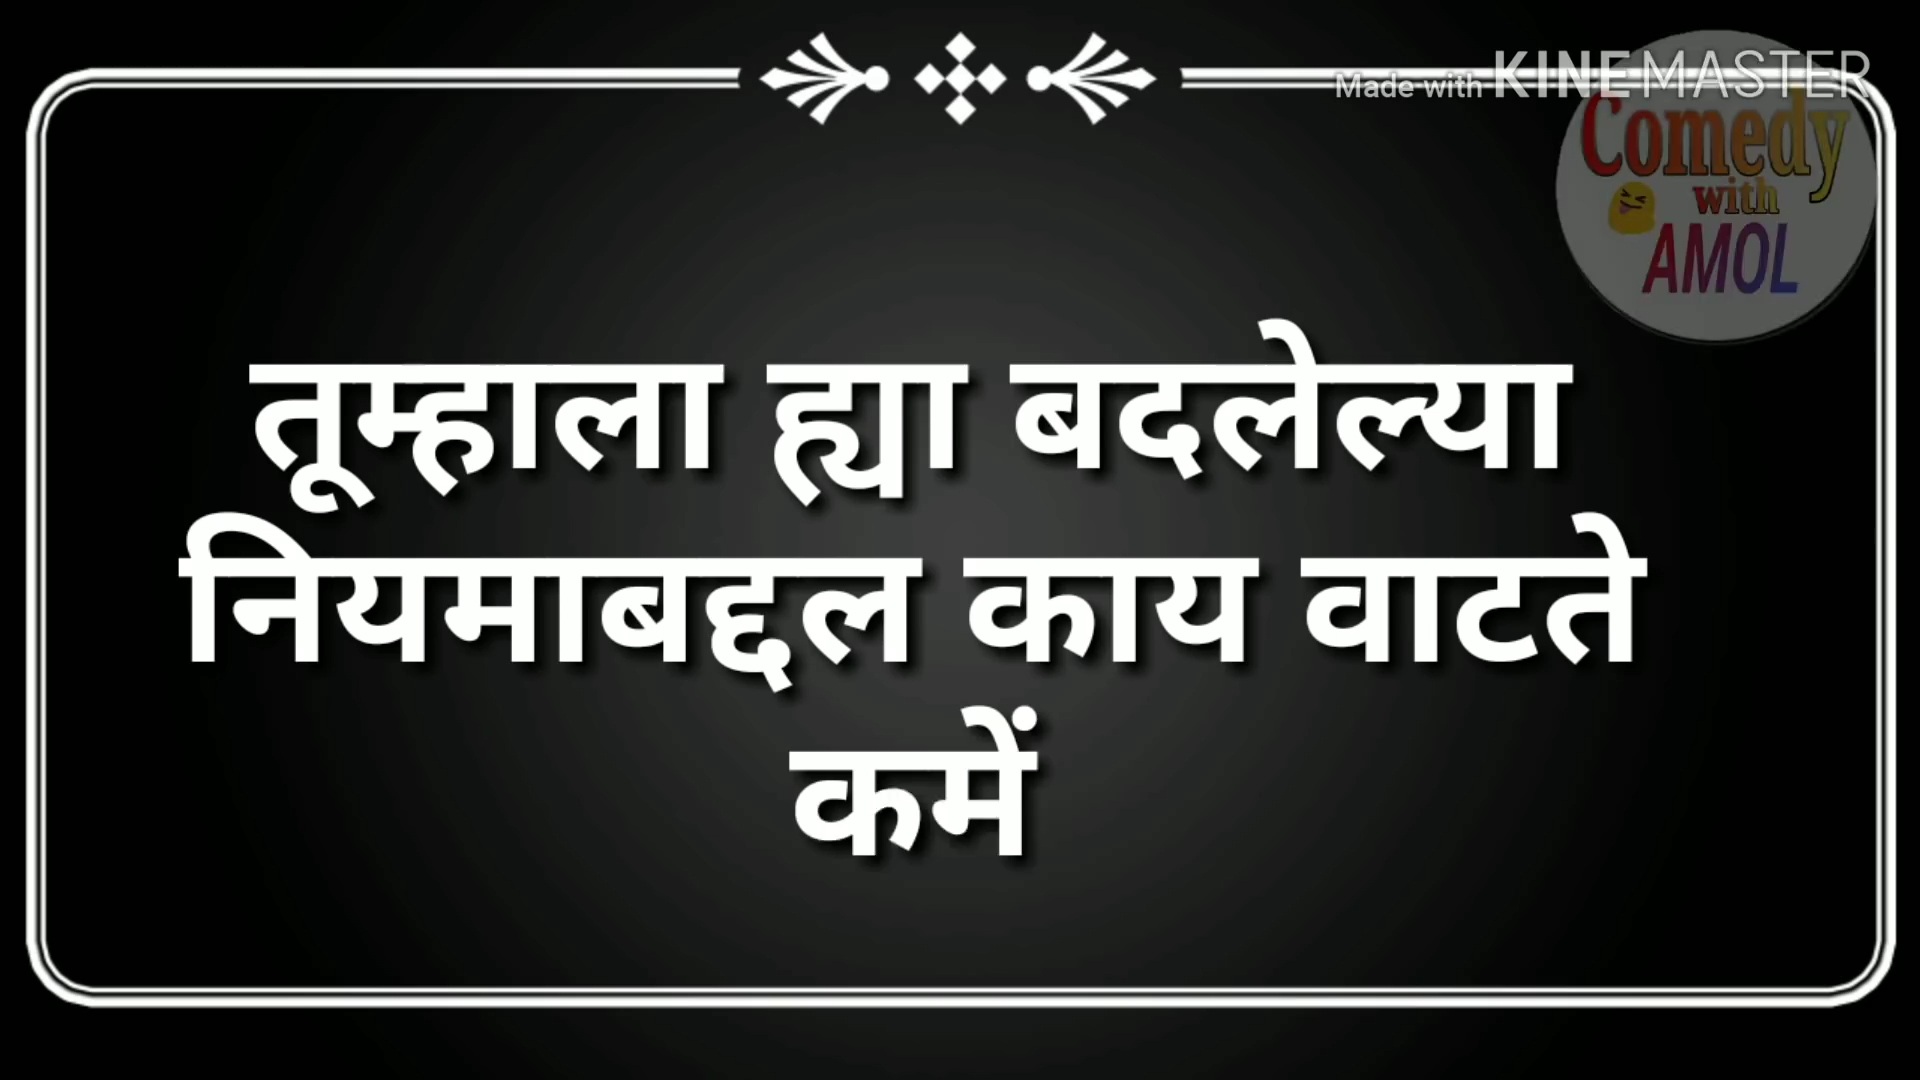 Made with KINEMASTER
Comedy
with
AMOL
तूम्हाला ह्या बदलेल्या
नियमाबद्दल काय वाटते
कमें